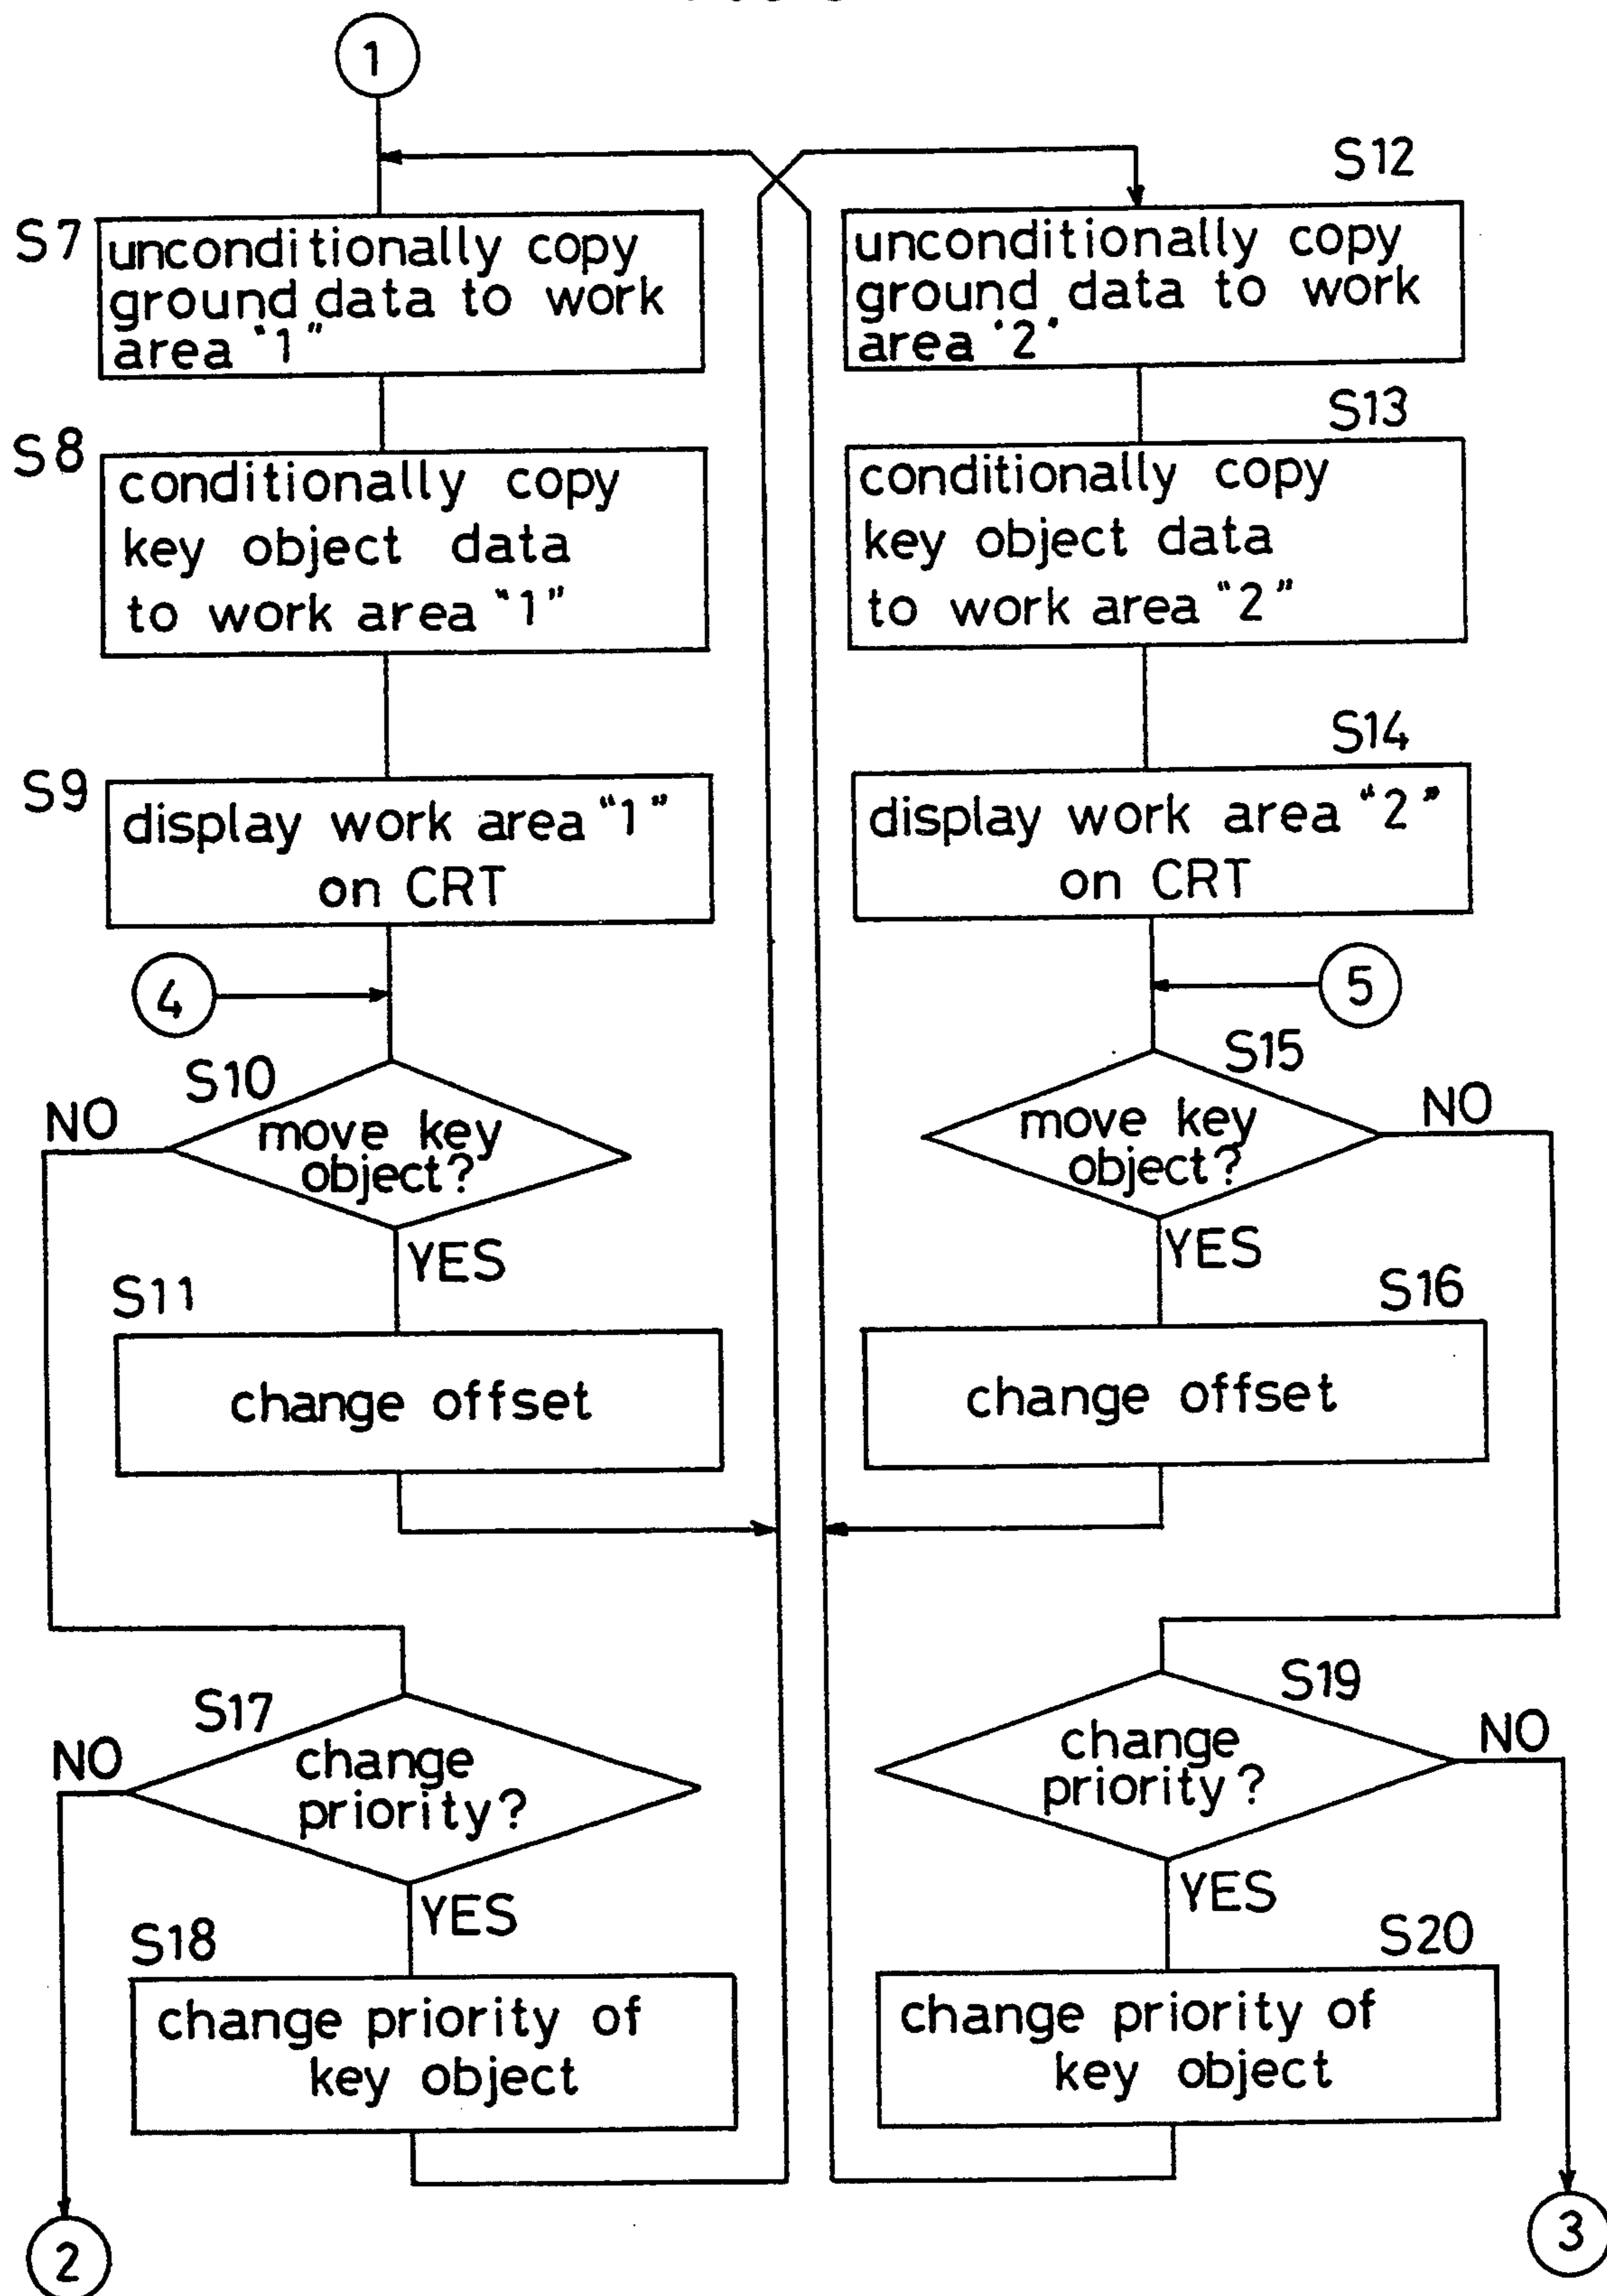 1
S7
unconditionally copy
ground data to work
area "1"
S8
conditionally copy
key object data
to work area "1"
S9
display work area "1"
on CRT
4
S10
NO
move key
object?
YES
S11
change offset
S17
NO
change
priority?
YES
S18
change priority of
key object
2
S12
unconditionally copy
ground data to work
area "2"
S13
conditionally copy
key object data
to work area "2"
S14
display work area "2"
on CRT
5
S15
NO
move key
object?
YES
S16
change offset
S19
NO
change
priority?
YES
S20
change priority of
key object
3